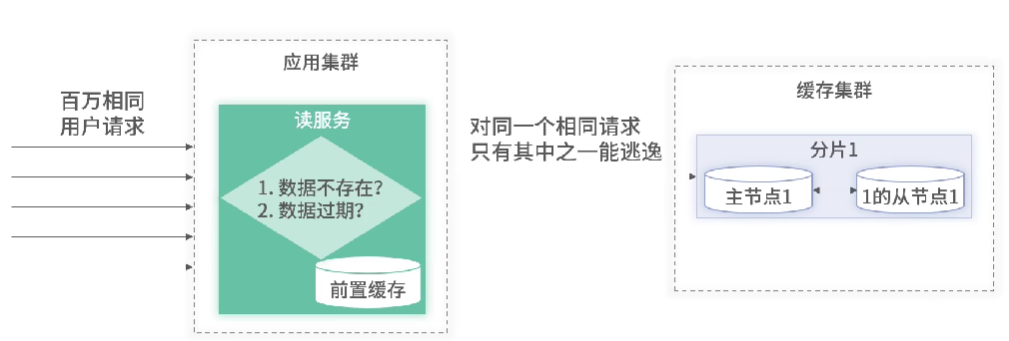 应用集群
百万相同
用户请求
读服务
1. 数据不存在?
2. 数据过期?
前置缓存
对同一个相同请求
只有其中之一能逃逸
缓存集群
分片1
主节点1
1的从节点1